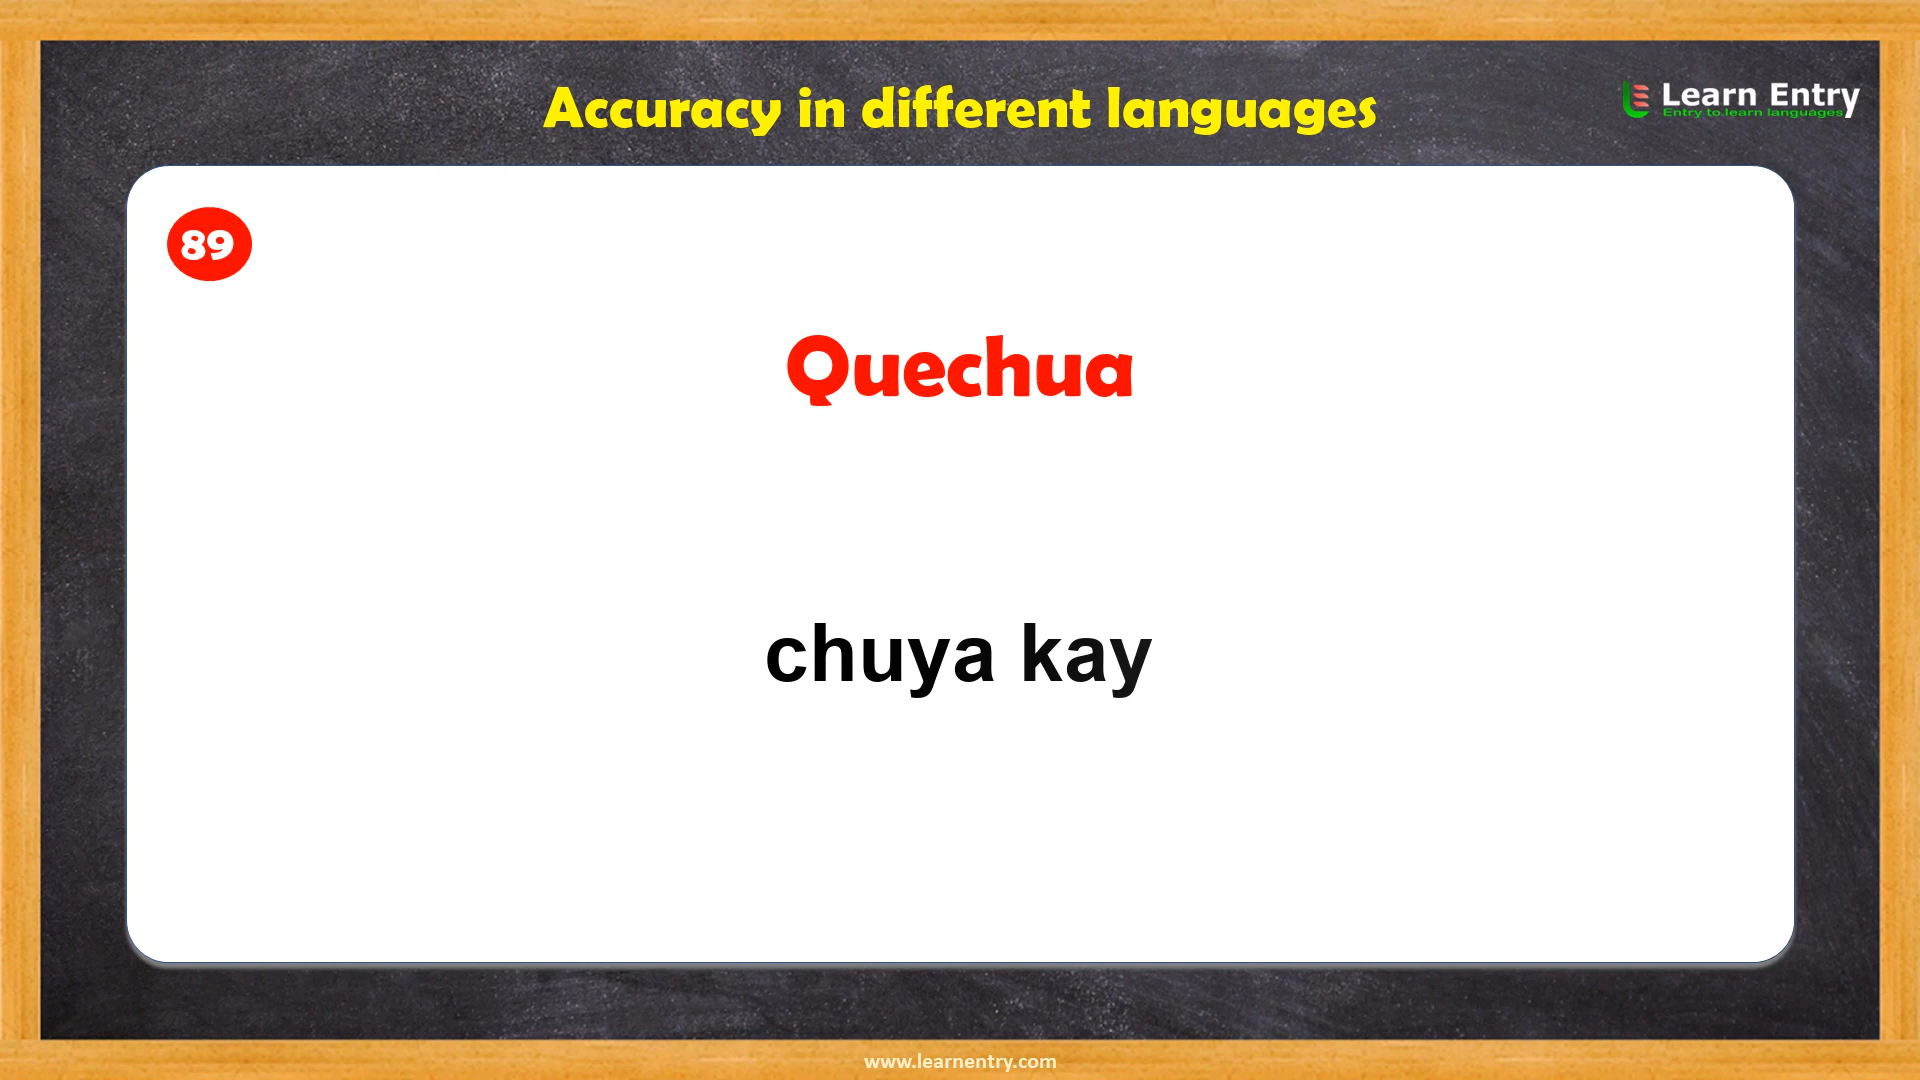 Accuracy in different languages
Learn Entry
Entry to learn languages
89
Quechua
chuya kay
www.learnentry.com